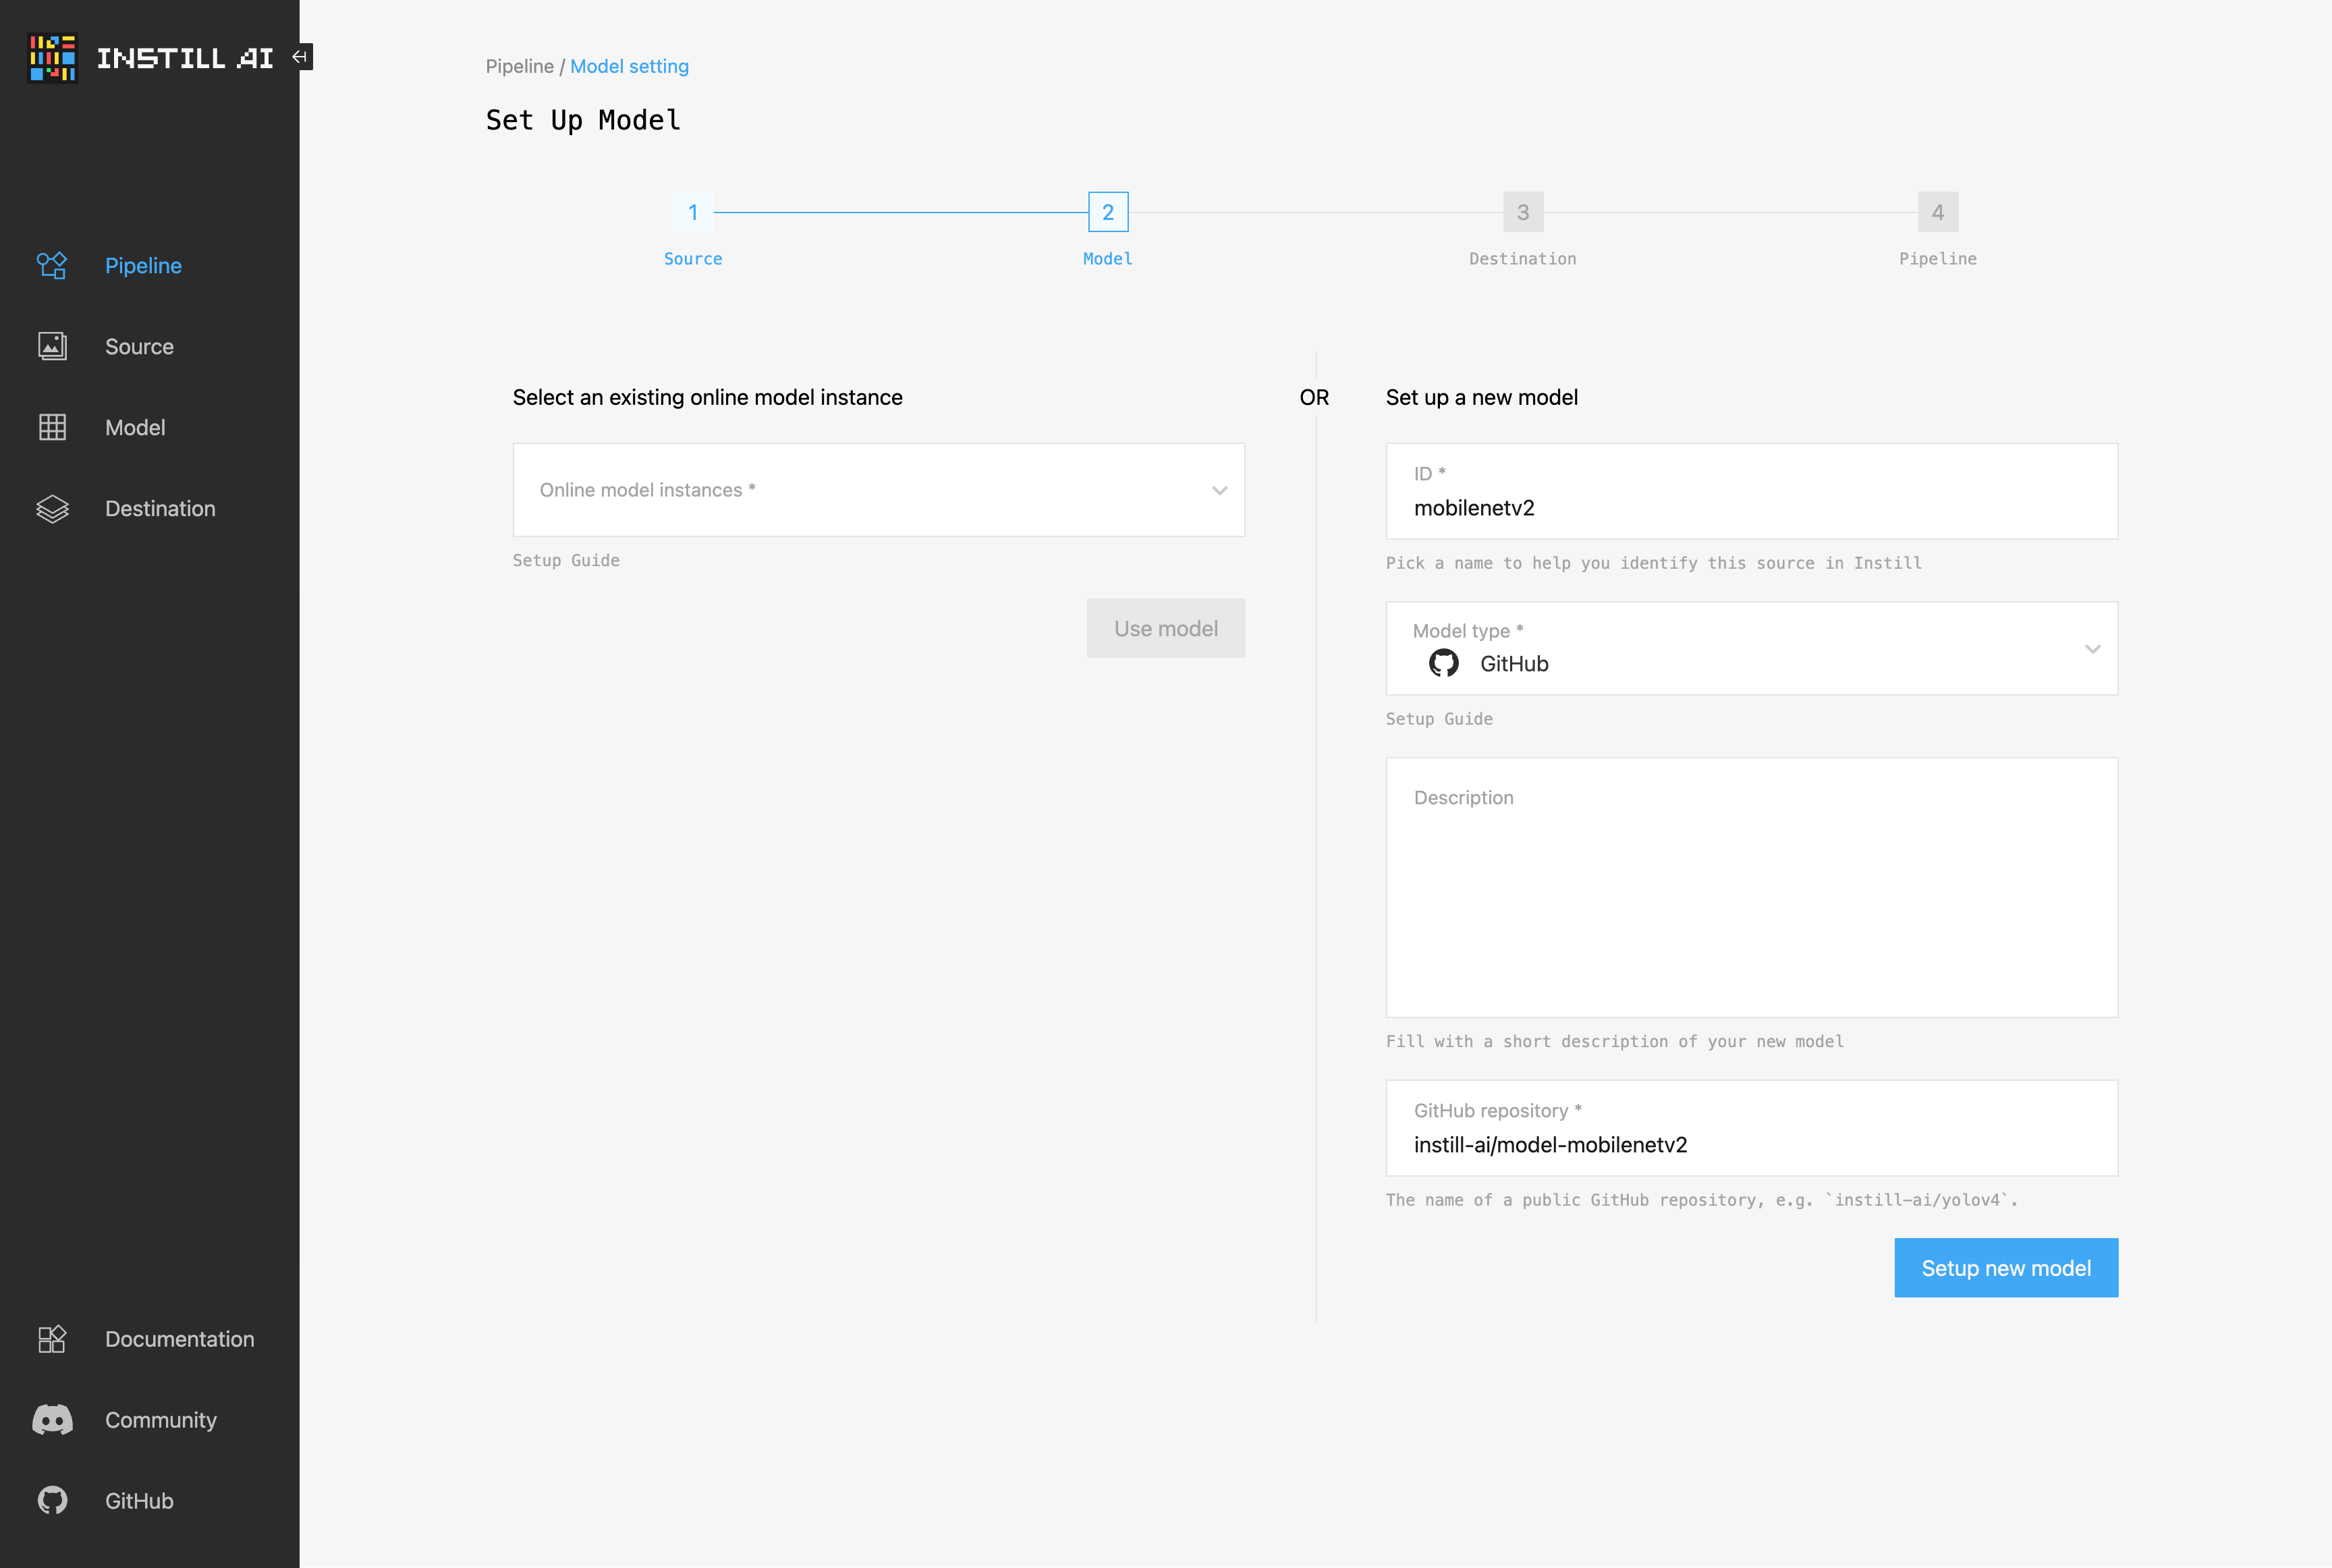 INSTILL AI
Pipeline
Source
Model
Destination
Documentation
Community
GitHub
Pipeline / Model setting
Set Up Model
1
2
3
4
Source
Model
Destination
Pipeline
Select an existing online model instance
Online model instances *
Setup Guide
Use model
OR
Set up a new model
ID *
mobilenetv2
Pick a name to help you identify this source in Instill
Model type *
GitHub
Setup Guide
Description
Fill with a short description of your new model
GitHub repository *
instill-ai/model-mobilenetv2
The name of a public GitHub repository, e.g. `instill-ai/yolov4`.
Setup new model